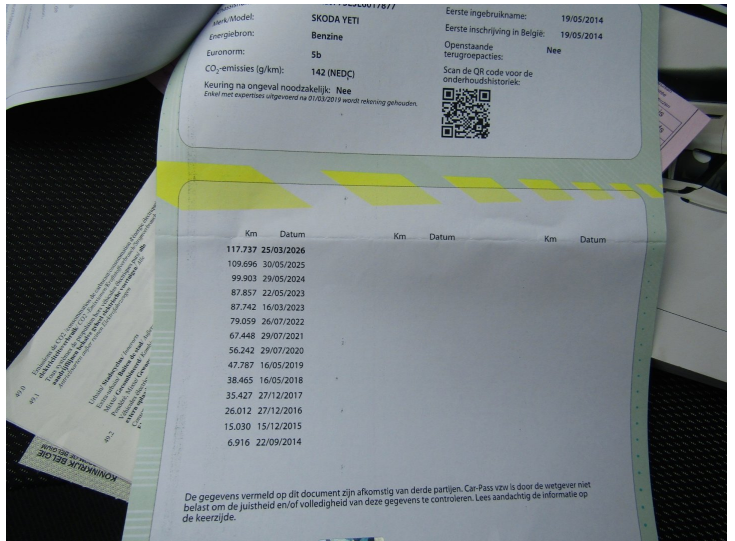 Merk/Model: SKODA YETI
Energiebron: Benzine
Euronorm: 5b
CO2-emissies (g/km): 142 (NEDC)
Keuring na ongeval noodzakelijk: Nee
Enkel met expertises uitgevoerd na 01/03/2019 wordt rekening gehouden.
Eerste ingebruikname: 19/05/2014
Eerste inschrijving in België: 19/05/2014
Openstaande
terugroepacties: Nee
Scan de QR code voor de
onderhoudshistoriek:
Km Datum Km Datum Km Datum
117.737 25/03/2026
109.696 30/05/2025
99.903 29/05/2024
87.857 22/05/2023
87.742 16/03/2023
79.059 26/07/2022
67.448 29/07/2021
56.242 29/07/2020
47.787 16/05/2019
38.465 16/05/2018
35.427 27/12/2017
26.012 27/12/2016
15.030 15/12/2015
6.916 22/09/2014
De gegevens vermeld op dit document zijn afkomstig van derde partijen. Car-Pass vzw is door de wetgever niet
belast om de juistheid en/of volledigheid van deze gegevens te controleren. Lees aandachtig de informatie op
de keerzijde.
49.0
49.1
49.2
KONINKRIJK BELGIE